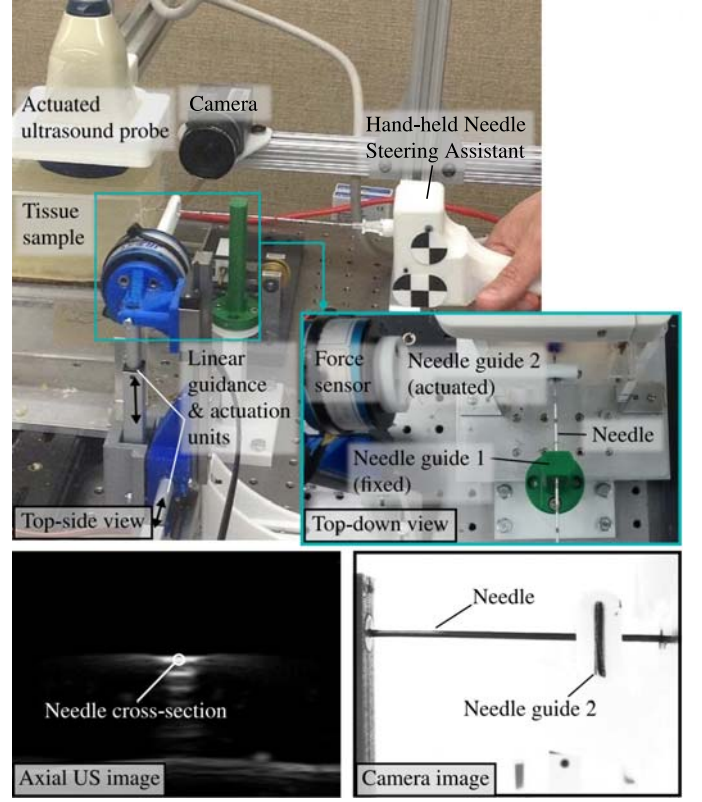 Actuated
ultrasound probe
Camera
Hand-held Needle
Steering Assistant
Tissue
sample
Linear
guidance
& actuation
units
Force
sensor
Needle guide 2
(actuated)
Needle
Needle guide 1
(fixed)
Top-side view
Top-down view
Needle cross-section
Axial US image
Needle
Needle guide 2
Camera image